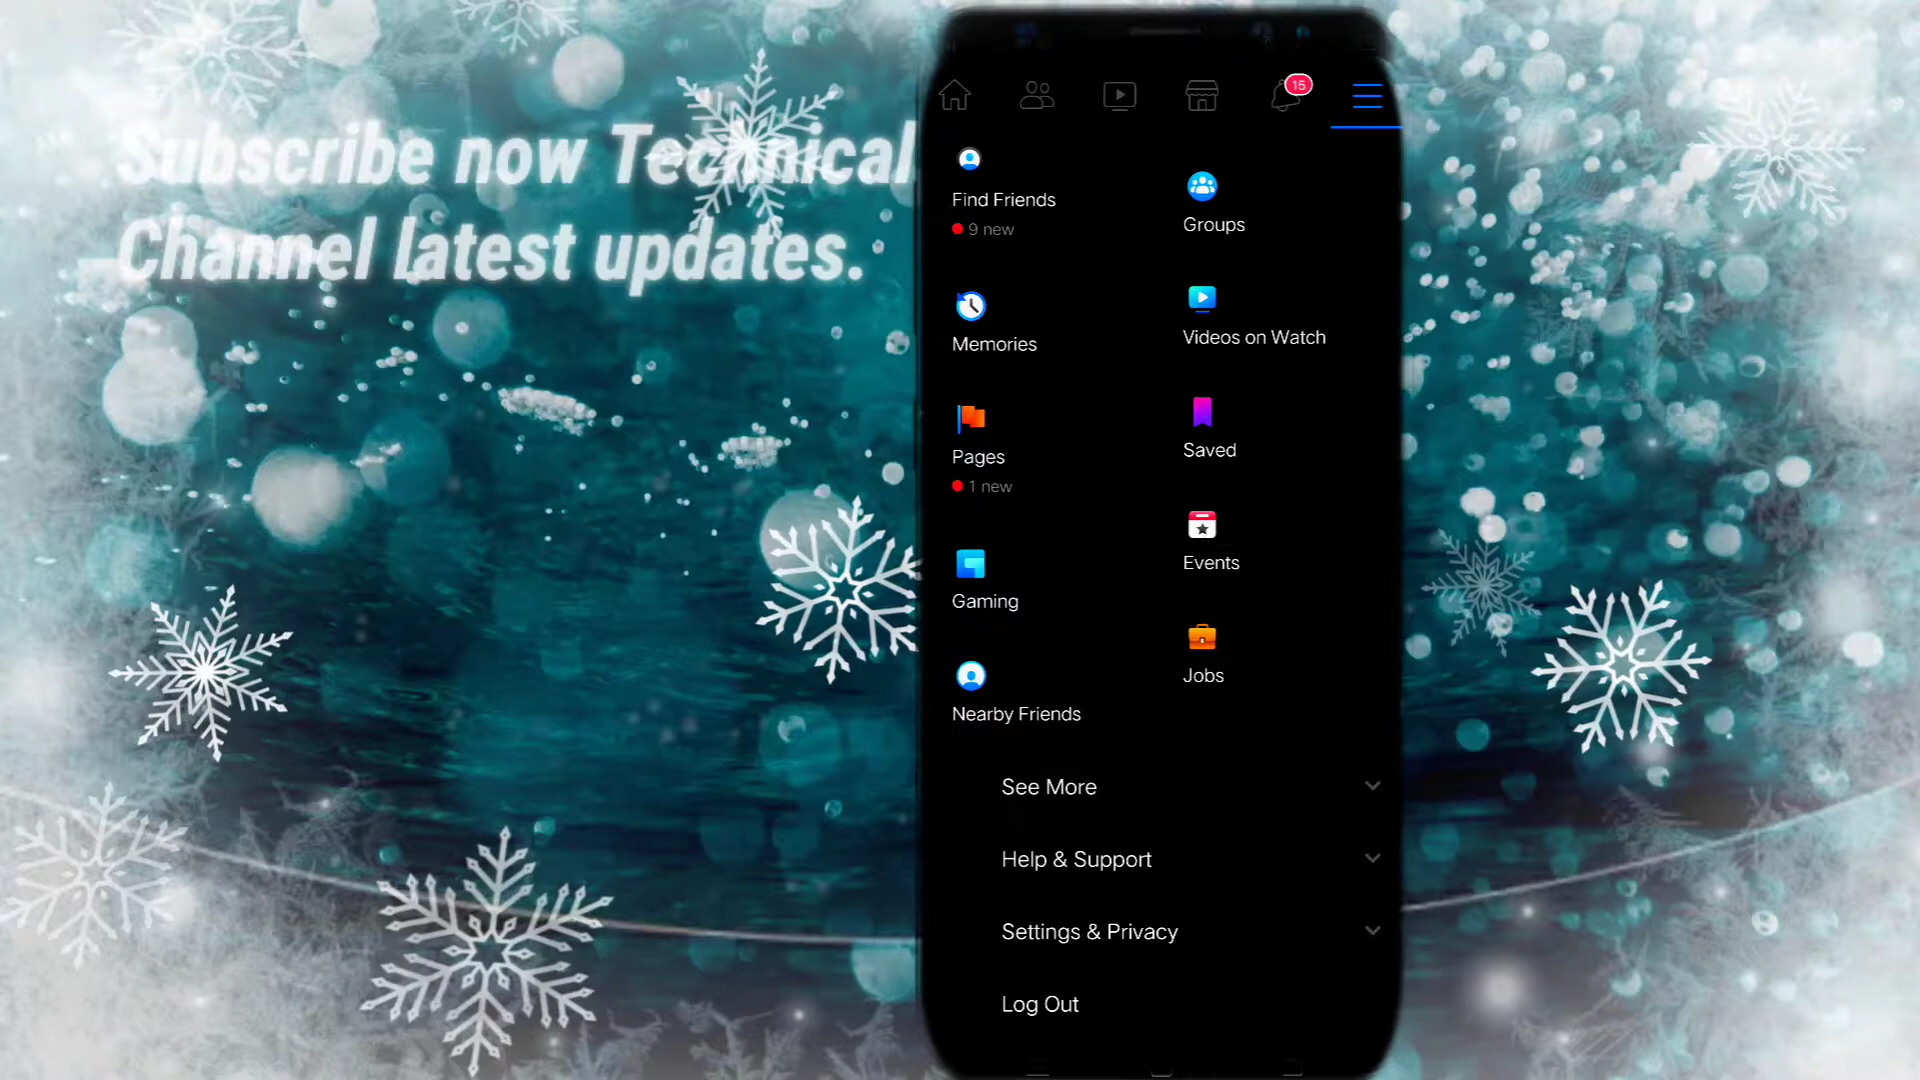 Subscribe now Technical
Channel latest updates.
15
Find Friends
9 new
Groups
Memories
Videos on Watch
Pages
1 new
Saved
Gaming
Events
Nearby Friends
Jobs
See More
Help & Support
Settings & Privacy
Log Out